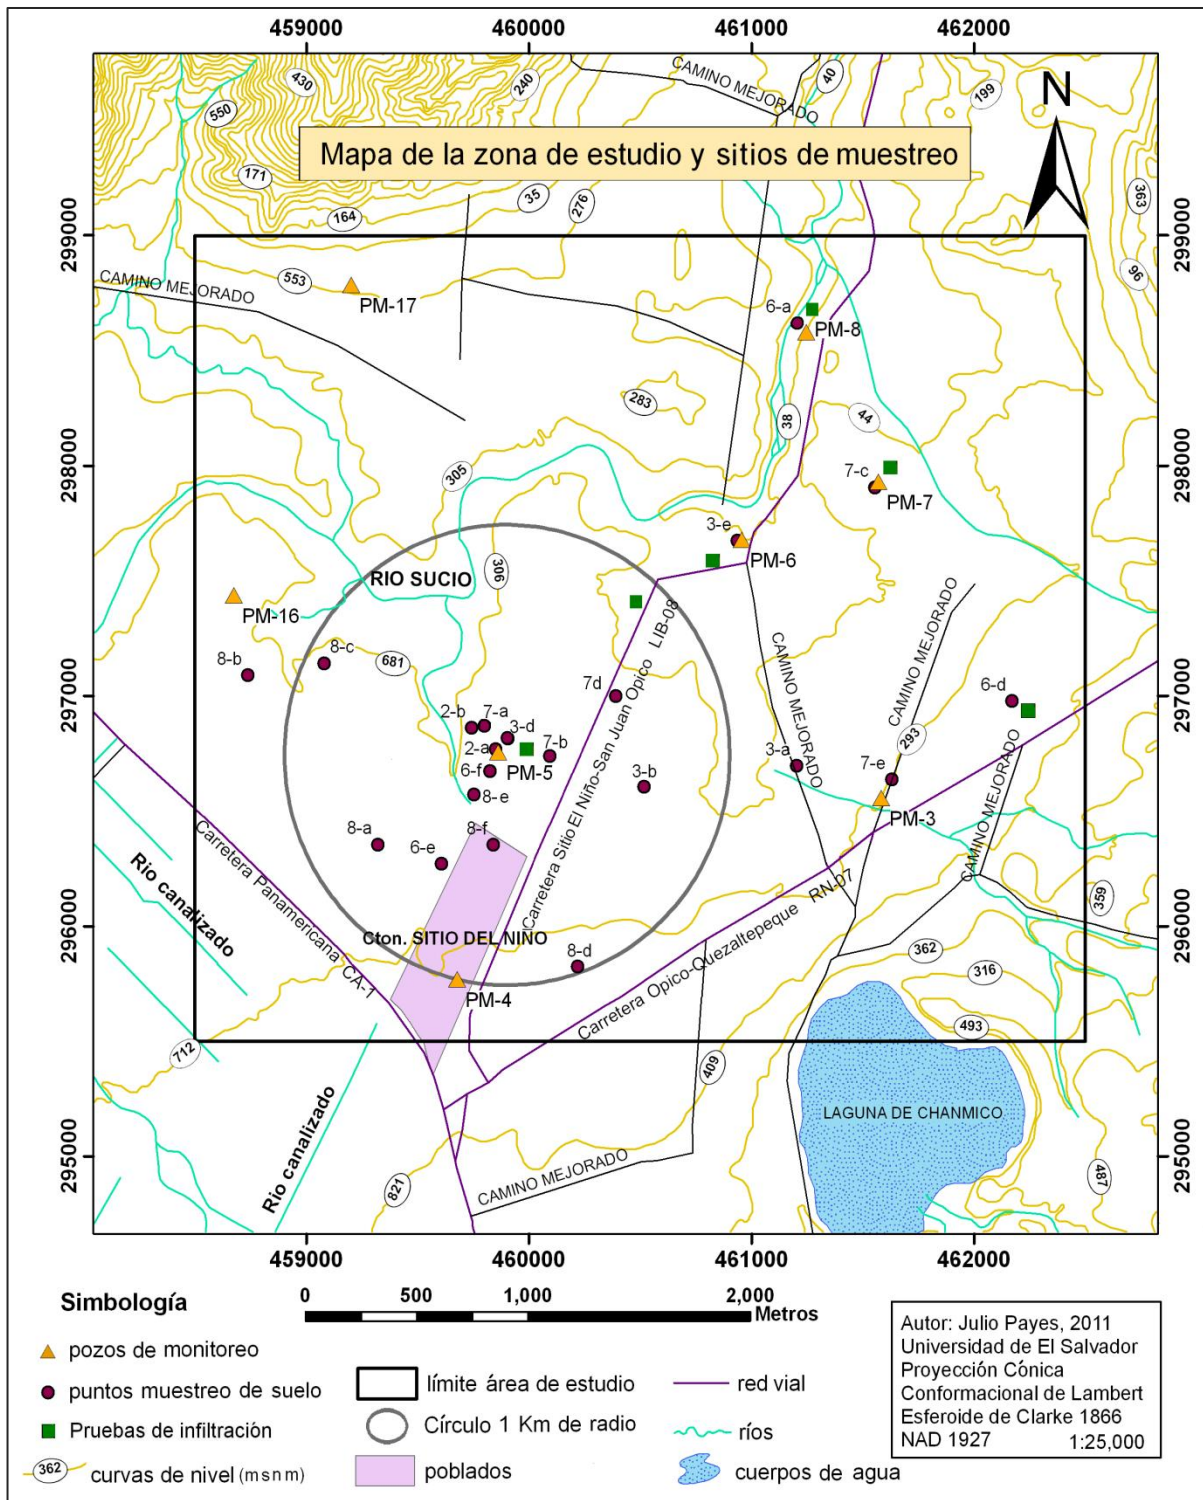 459000 460000 461000 462000
CAMINO MEJORADO
40
430
240
550
199
N
Mapa de la zona de estudio y sitios de muestreo
171
35
276
164
363
96
299000
299000
CAMINO MEJORADO
553
PM-17
6-a
PM-8
283
38
44
298000
298000
305
7-c
PM-7
3-e
PM-6
306
RIO SUCIO
PM-16
8-c
8-b
681
CAMINO MEJORADO
CAMINO MEJORADO
Carretera Sitio El Niño-San Juan Opico LIB-08
297000
297000
7d
6-d
2-b
7-a
3-d
2-a
7-b
PM-5
6-f
8-e
3-b
3-a
293
7-e
PM-3
CAMINO MEJORADO
8-a
8-f
6-e
Carretera Panamericana CA-1
Rio canalizado
Carretera Opico-Quezaltepeque RN-07
359
296000
296000
Cton. SITIO DEL NIÑO
8-d
362
316
PM-4
493
712
409
LAGUNA DE CHANMICO
Rio canalizado
295000
295000
CAMINO MEJORADO
821
487
459000 460000 461000 462000
Simbología
0 500 1,000 2,000
Metros
pozos de monitoreo
puntos muestreo de suelo
Pruebas de infiltración
362 curvas de nivel (m s n m)
límite área de estudio
Círculo 1 Km de radio
poblados
red vial
ríos
cuerpos de agua
Autor: Julio Payes, 2011
Universidad de El Salvador
Proyección Cónica
Conformacional de Lambert
Esferoide de Clarke 1866
NAD 1927 1:25,000